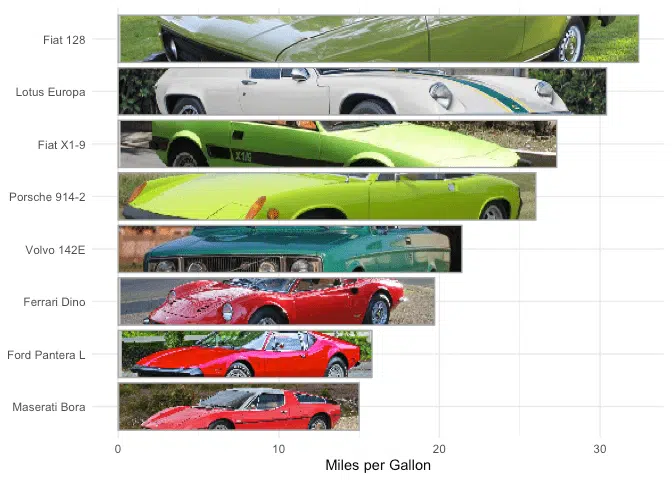 Fiat 128
Lotus Europa
Fiat X1-9
Porsche 914-2
Volvo 142E
Ferrari Dino
Ford Pantera L
Maserati Bora
0 10 20 30
Miles per Gallon